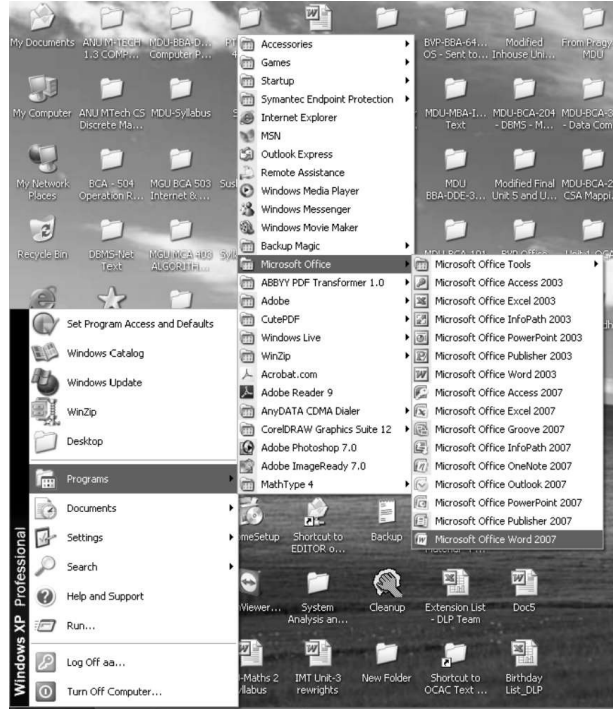 My Documents
ANU M-TECH
1.3 COMP...
MDU-BBA-D...
Computer P...
BVP-BBA-64...
OS - Sent to...
Modified
Inhouse Uni...
From Pragy
MDU
My Computer
ANU MTech CS
Discrete Ma...
MDU-Syllabus
MDU-MBA-I...
Text
MDU-BCA-204
- DBMS - M...
MDU-BCA-3
- Data Com
My Network
Places
BCA - 504
Operation R...
MGU BCA 503
Internet & ...
MDU
BBA-DDE-3...
Modified Final
Unit 5 and U...
MDU-BCA-2
CSA Mappi...
Recycle Bin
DBMS-Net
Text
MGU MCA 403
ALGORITH...
Accessories
Games
Startup
Symantec Endpoint Protection
Internet Explorer
MSN
Outlook Express
Remote Assistance
Windows Media Player
Windows Messenger
Windows Movie Maker
Backup Magic
Microsoft Office
ABBYY PDF Transformer 1.0
Adobe
CutePDF
Windows Live
WinZip
Acrobat.com
Adobe Reader 9
AnyDATA CDMA Dialer
CorelDRAW Graphics Suite 12
Adobe Photoshop 7.0
Adobe ImageReady 7.0
MathType 4
Microsoft Office Tools
Microsoft Office Access 2003
Microsoft Office Excel 2003
Microsoft Office InfoPath 2003
Microsoft Office PowerPoint 2003
Microsoft Office Publisher 2003
Microsoft Office Word 2003
Microsoft Office Access 2007
Microsoft Office Excel 2007
Microsoft Office Groove 2007
Microsoft Office InfoPath 2007
Microsoft Office OneNote 2007
Microsoft Office Outlook 2007
Microsoft Office PowerPoint 2007
Microsoft Office Publisher 2007
Microsoft Office Word 2007
Set Program Access and Defaults
Windows Catalog
Windows Update
WinZip
Desktop
Programs
Documents
Settings
Search
Help and Support
Run...
Log Off aa...
Turn Off Computer...
Windows XP Professional
omeSetup
Shortcut to
EDITOR o...
Backup
Viewer...
System
Analysis an...
Cleanup
Extension List
- DLP Team
Doc5
J-Maths 2
yllabus
IMT Unit-3
rewrights
New Folder
Shortcut to
OCAC Text ...
Birthday
List_DLP